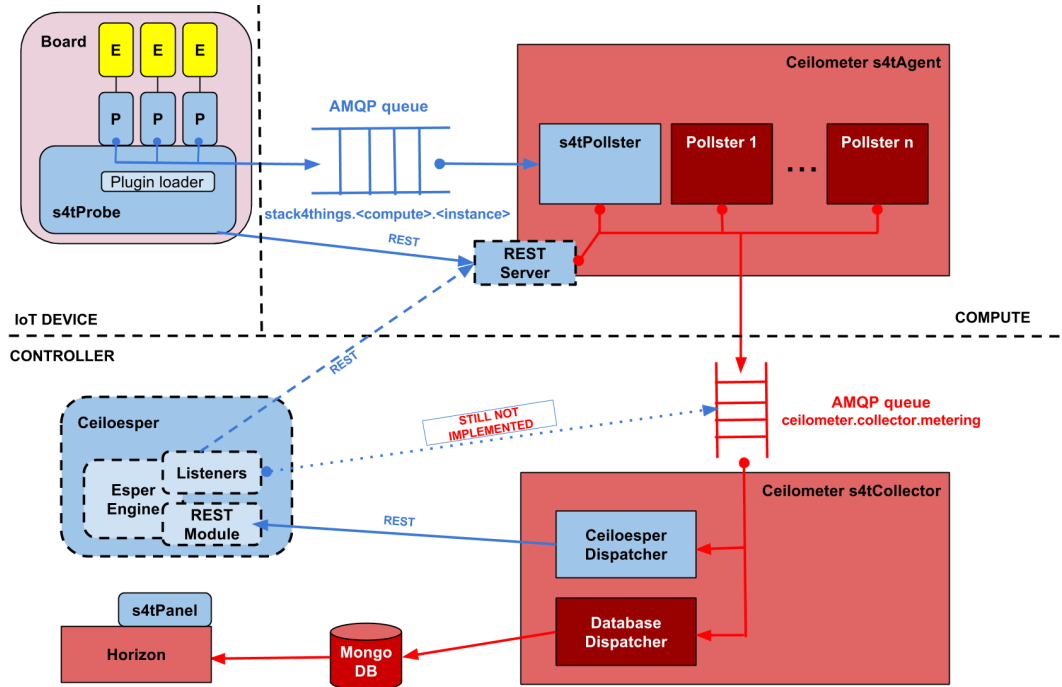 Board
E E E
P P P
Plugin loader
s4tProbe
AMQP queue
stack4things.<compute>.<instance>
REST
REST
Server
Ceilometer s4tAgent
s4tPollster
Pollster 1
...
Pollster n
IoT DEVICE
COMPUTE
CONTROLLER
REST
Ceiloesper
Listeners
Esper
Engine
REST
Module
STILL NOT
IMPLEMENTED
AMQP queue
ceilometer.collector.metering
REST
Ceilometer s4tCollector
Ceiloesper
Dispatcher
Database
Dispatcher
s4tPanel
Horizon
Mongo
DB